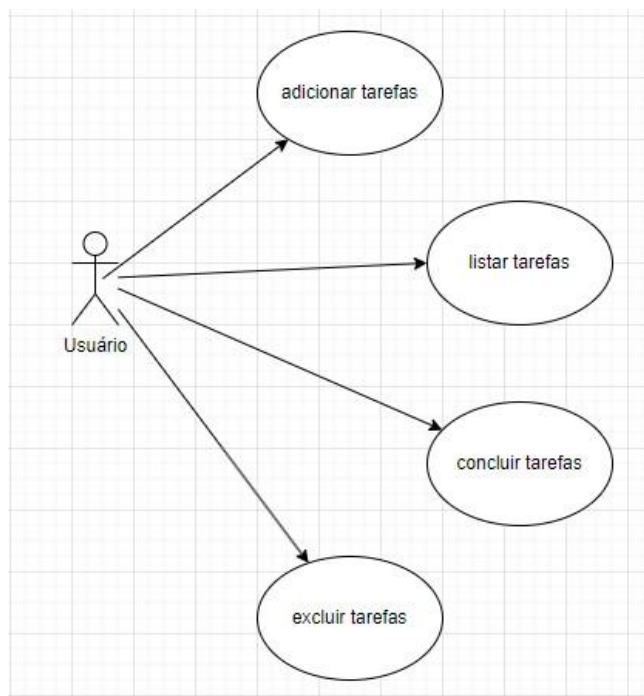 adicionar tarefas
listar tarefas
Usuário
concluir tarefas
excluir tarefas